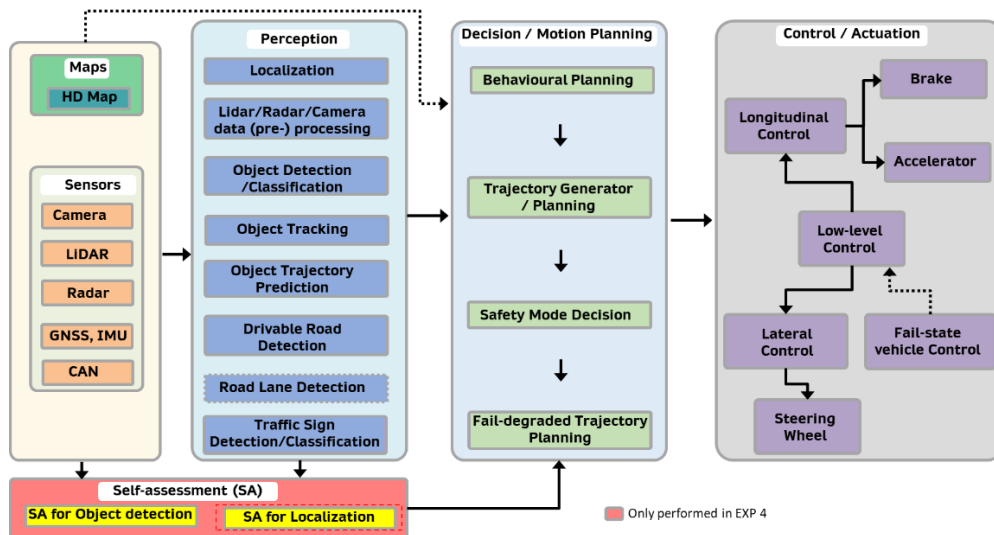 Maps
HD Map
Sensors
Camera
LIDAR
Radar
GNSS, IMU
CAN
Perception
Localization
Lidar/Radar/Camera
data (pre-) processing
Object Detection
/Classification
Object Tracking
Object Trajectory
Prediction
Drivable Road
Detection
Road Lane Detection
Traffic Sign
Detection/Classification
Decision / Motion Planning
Behavioural Planning
Trajectory Generator
/ Planning
Safety Mode Decision
Fail-degraded Trajectory
Planning
Control / Actuation
Brake
Longitudinal
Control
Accelerator
Low-level
Control
Lateral
Control
Fail-state
vehicle Control
Steering
Wheel
Self-assessment (SA)
SA for Object detection
SA for Localization
Only performed in EXP 4